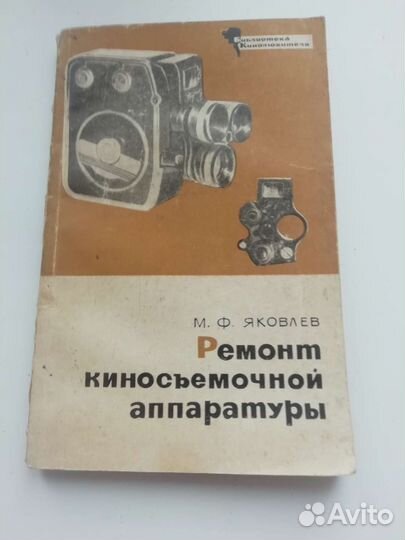 Библиотека
Кинолюбителя
М. Ф. ЯКОВЛЕВ
Ремонт
киносъемочной
аппаратуры
Avito